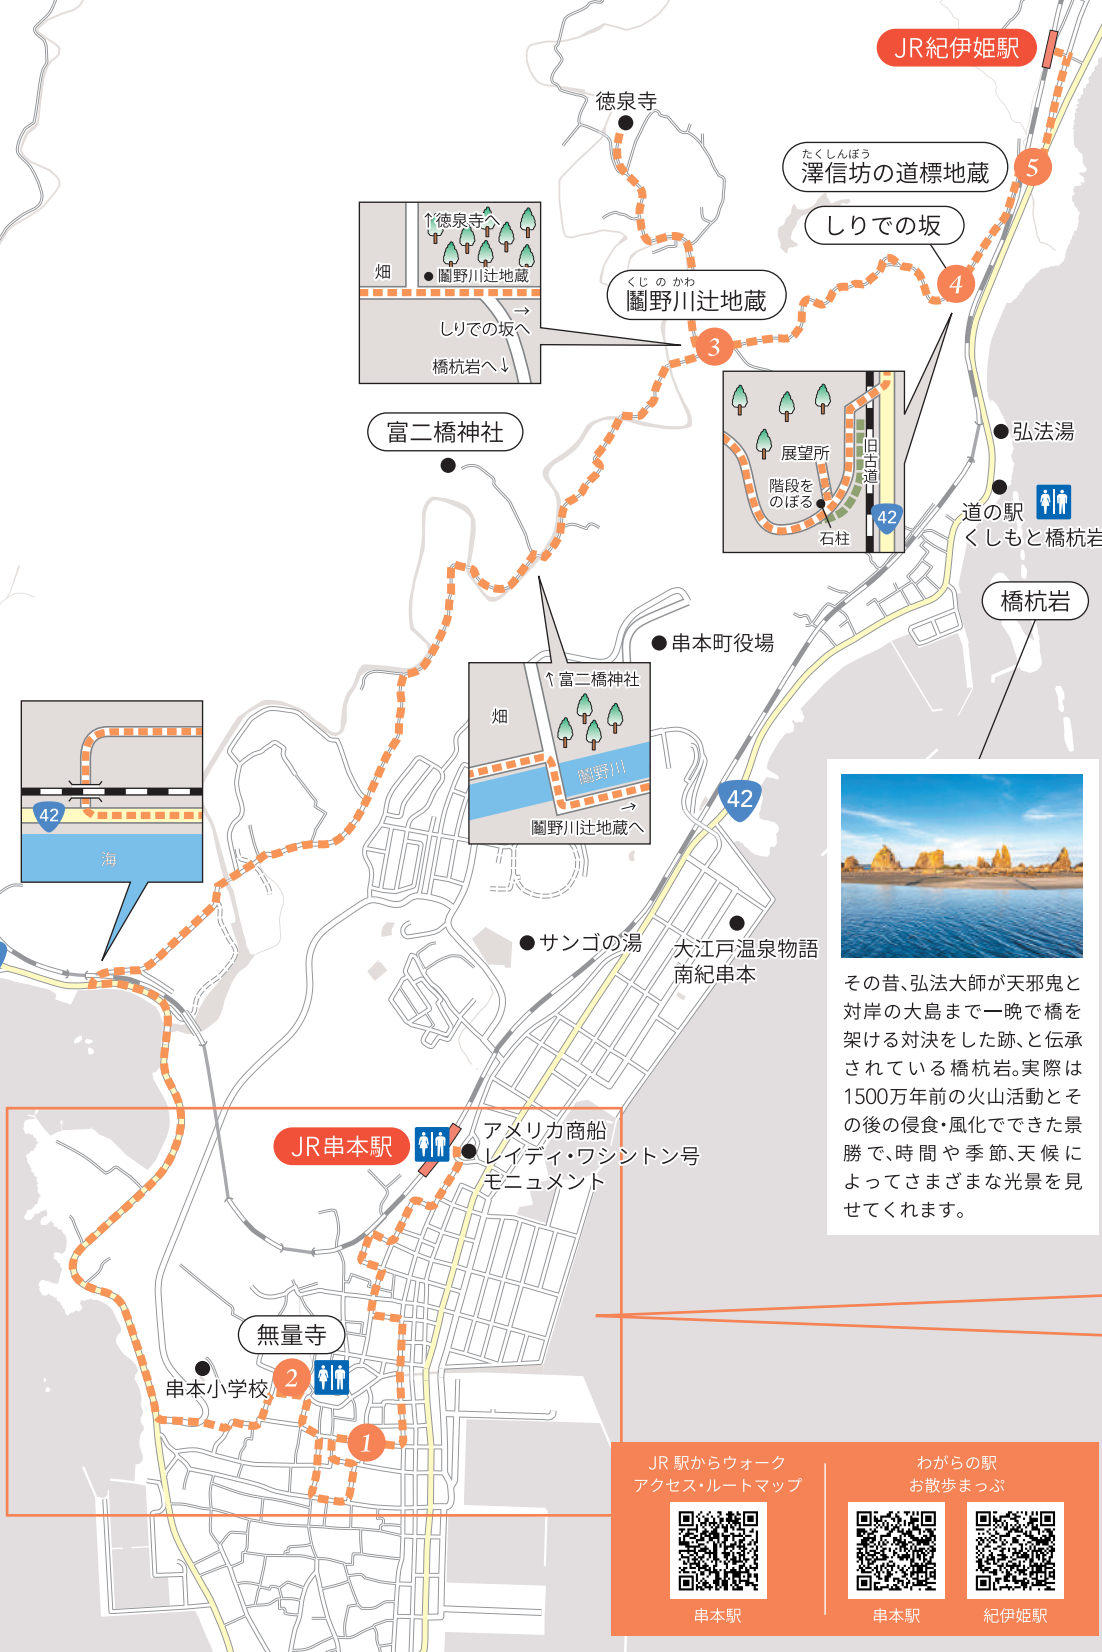 JR紀伊姫駅
徳泉寺
たくしんぼう
澤信坊の道標地蔵
5
しりでの坂
4
↑徳泉寺へ
畑
鬮野川辻地蔵
→
しりでの坂へ
橋杭岩へ↓
くじ の かわ
鬮野川辻地蔵
3
富二橋神社
展望所
階段を
のぼる
旧古道
石柱
42
弘法湯
道の駅
くしもと橋杭岩
橋杭岩
串本町役場
↑富二橋神社
畑
鬮野川
→
鬮野川辻地蔵へ
42
海
42
サンゴの湯
大江戸温泉物語
南紀串本
その昔、弘法大師が天邪鬼と
対岸の大島まで一晩で橋を
架ける対決をした跡、と伝承
されている橋杭岩。実際は
1500万年前の火山活動とそ
の後の侵食・風化でできた景
勝で、時間や季節、天候に
よってさまざまな光景を見
せてくれます。
JR串本駅
アメリカ商船
レイディ・ワシントン号
モニュメント
無量寺
2
串本小学校
1
JR 駅からウォーク
アクセス・ルートマップ
串本駅
わがらの駅
お散歩まっぷ
串本駅
紀伊姫駅